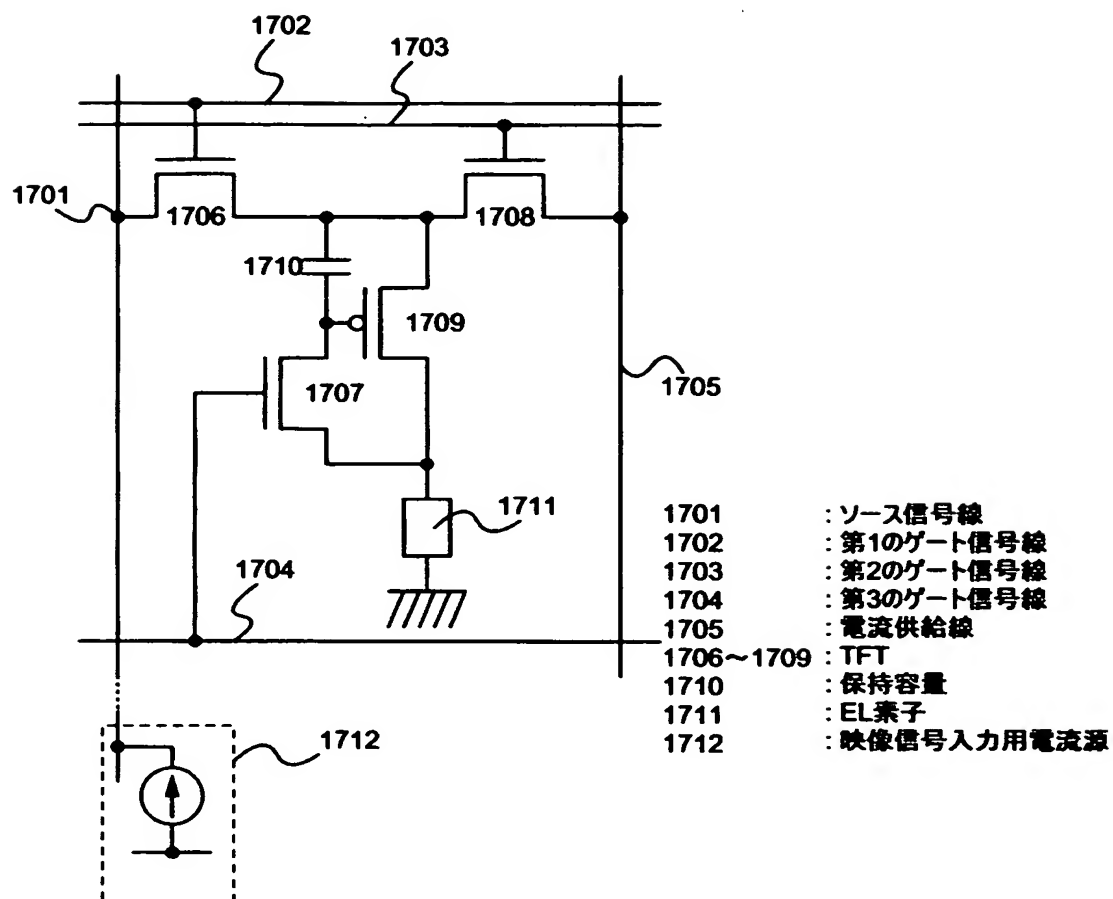 1702
1703
1701
1706
1708
1710
1709
1707
1705
1711
1704
1712
1701 : ソース信号線
1702 : 第1のゲート信号線
1703 : 第2のゲート信号線
1704 : 第3のゲート信号線
1705 : 電流供給線
1706〜1709 : TFT
1710 : 保持容量
1711 : EL素子
1712 : 映像信号入力用電流源